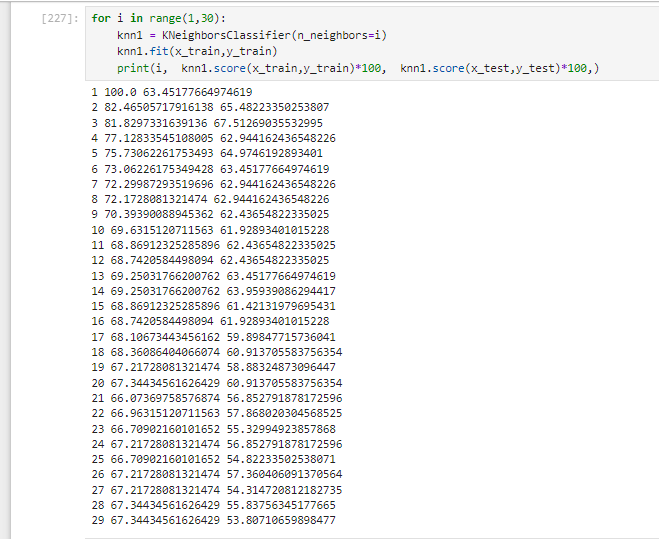 [227]: for i in range(1,30):
knn1 = KNeighborsClassifier(n_neighbors=i)
knn1.fit(x_train,y_train)
print(i, knn1.score(x_train,y_train)*100, knn1.score(x_test,y_test)*100,)
1 100.0 63.45177664974619
2 82.46505717916138 65.48223350253807
3 81.8297331639136 67.51269035532995
4 77.12833545108005 62.944162436548226
5 75.73062261753493 64.9746192893401
6 73.06226175349428 63.45177664974619
7 72.29987293519696 62.944162436548226
8 72.1728081321474 62.944162436548226
9 70.39390088945362 62.43654822335025
10 69.6315120711563 61.92893401015228
11 68.86912325285896 62.43654822335025
12 68.7420584498094 62.43654822335025
13 69.25031766200762 63.45177664974619
14 69.25031766200762 63.95939086294417
15 68.86912325285896 61.42131979695431
16 68.7420584498094 61.92893401015228
17 68.10673443456162 59.89847715736041
18 68.36086404066074 60.913705583756354
19 67.21728081321474 58.88324873096447
20 67.34434561626429 60.913705583756354
21 66.07369758576874 56.852791878172596
22 66.96315120711563 57.868020304568525
23 66.70902160101652 55.32994923857868
24 67.21728081321474 56.852791878172596
25 66.70902160101652 54.82233502538071
26 67.21728081321474 57.360406091370564
27 67.21728081321474 54.314720812182735
28 67.34434561626429 55.83756345177665
29 67.34434561626429 53.80710659898477